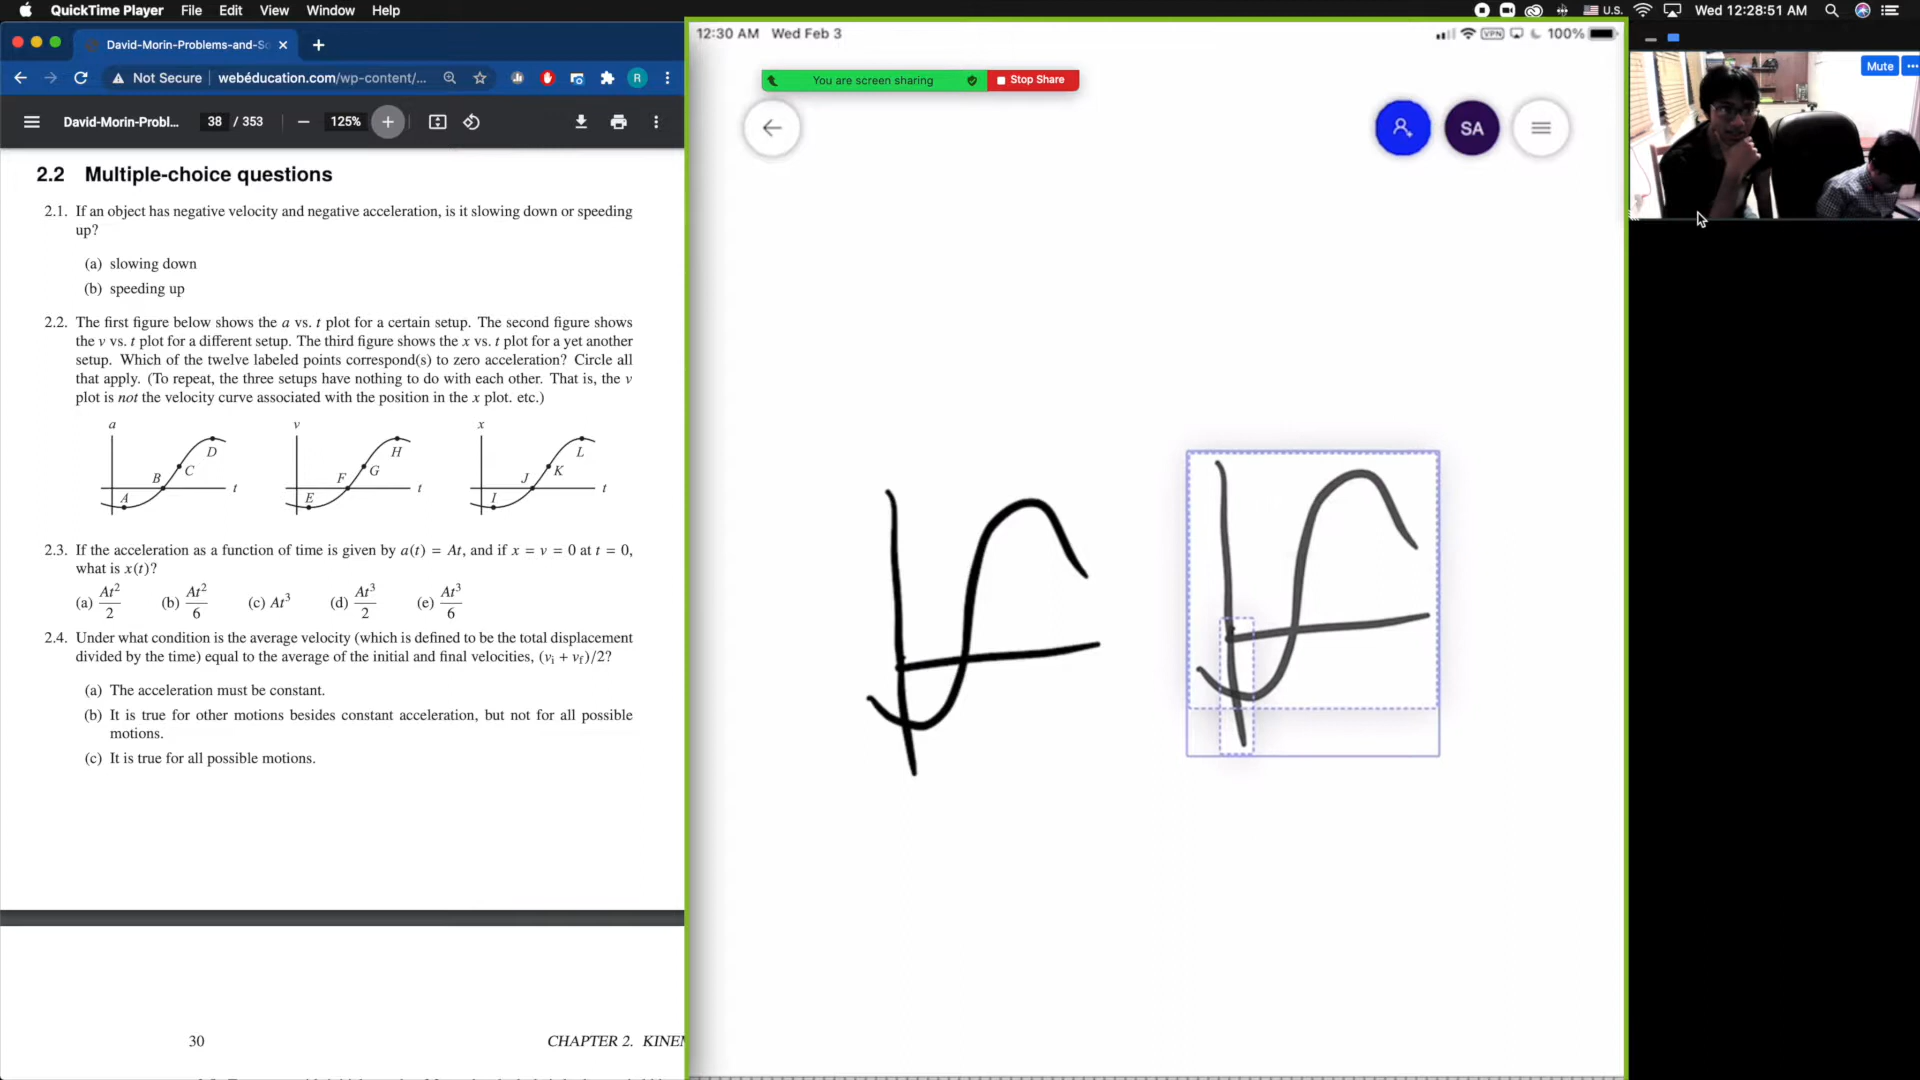 QuickTime Player File Edit View Window Help U.S. Wed 12:28:51 AM
David-Morin-Problems-and-So
Not Secure webéducation.com/wp-content/... R
David-Morin-Probl... 38 / 353 125%
2.2 Multiple-choice questions
2.1. If an object has negative velocity and negative acceleration, is it slowing down or speeding
up?
(a) slowing down
(b) speeding up
2.2. The first figure below shows the a vs. t plot for a certain setup. The second figure shows
the v vs. t plot for a different setup. The third figure shows the x vs. t plot for a yet another
setup. Which of the twelve labeled points correspond(s) to zero acceleration? Circle all
that apply. (To repeat, the three setups have nothing to do with each other. That is, the v
plot is not the velocity curve associated with the position in the x plot. etc.)
a v x
D H L
B C F G J K
t t t
A E I
2.3. If the acceleration as a function of time is given by a(t) = At, and if x = v = 0 at t = 0,
what is x(t)?
(a) At²/2 (b) At²/6 (c) At³ (d) At³/2 (e) At³/6
2.4. Under what condition is the average velocity (which is defined to be the total displacement
divided by the time) equal to the average of the initial and final velocities, (vᵢ + v_f)/2?
(a) The acceleration must be constant.
(b) It is true for other motions besides constant acceleration, but not for all possible
motions.
(c) It is true for all possible motions.
30 CHAPTER 2. KINE
12:30 AM Wed Feb 3 VPN 100%
You are screen sharing Stop Share
SA
Mute